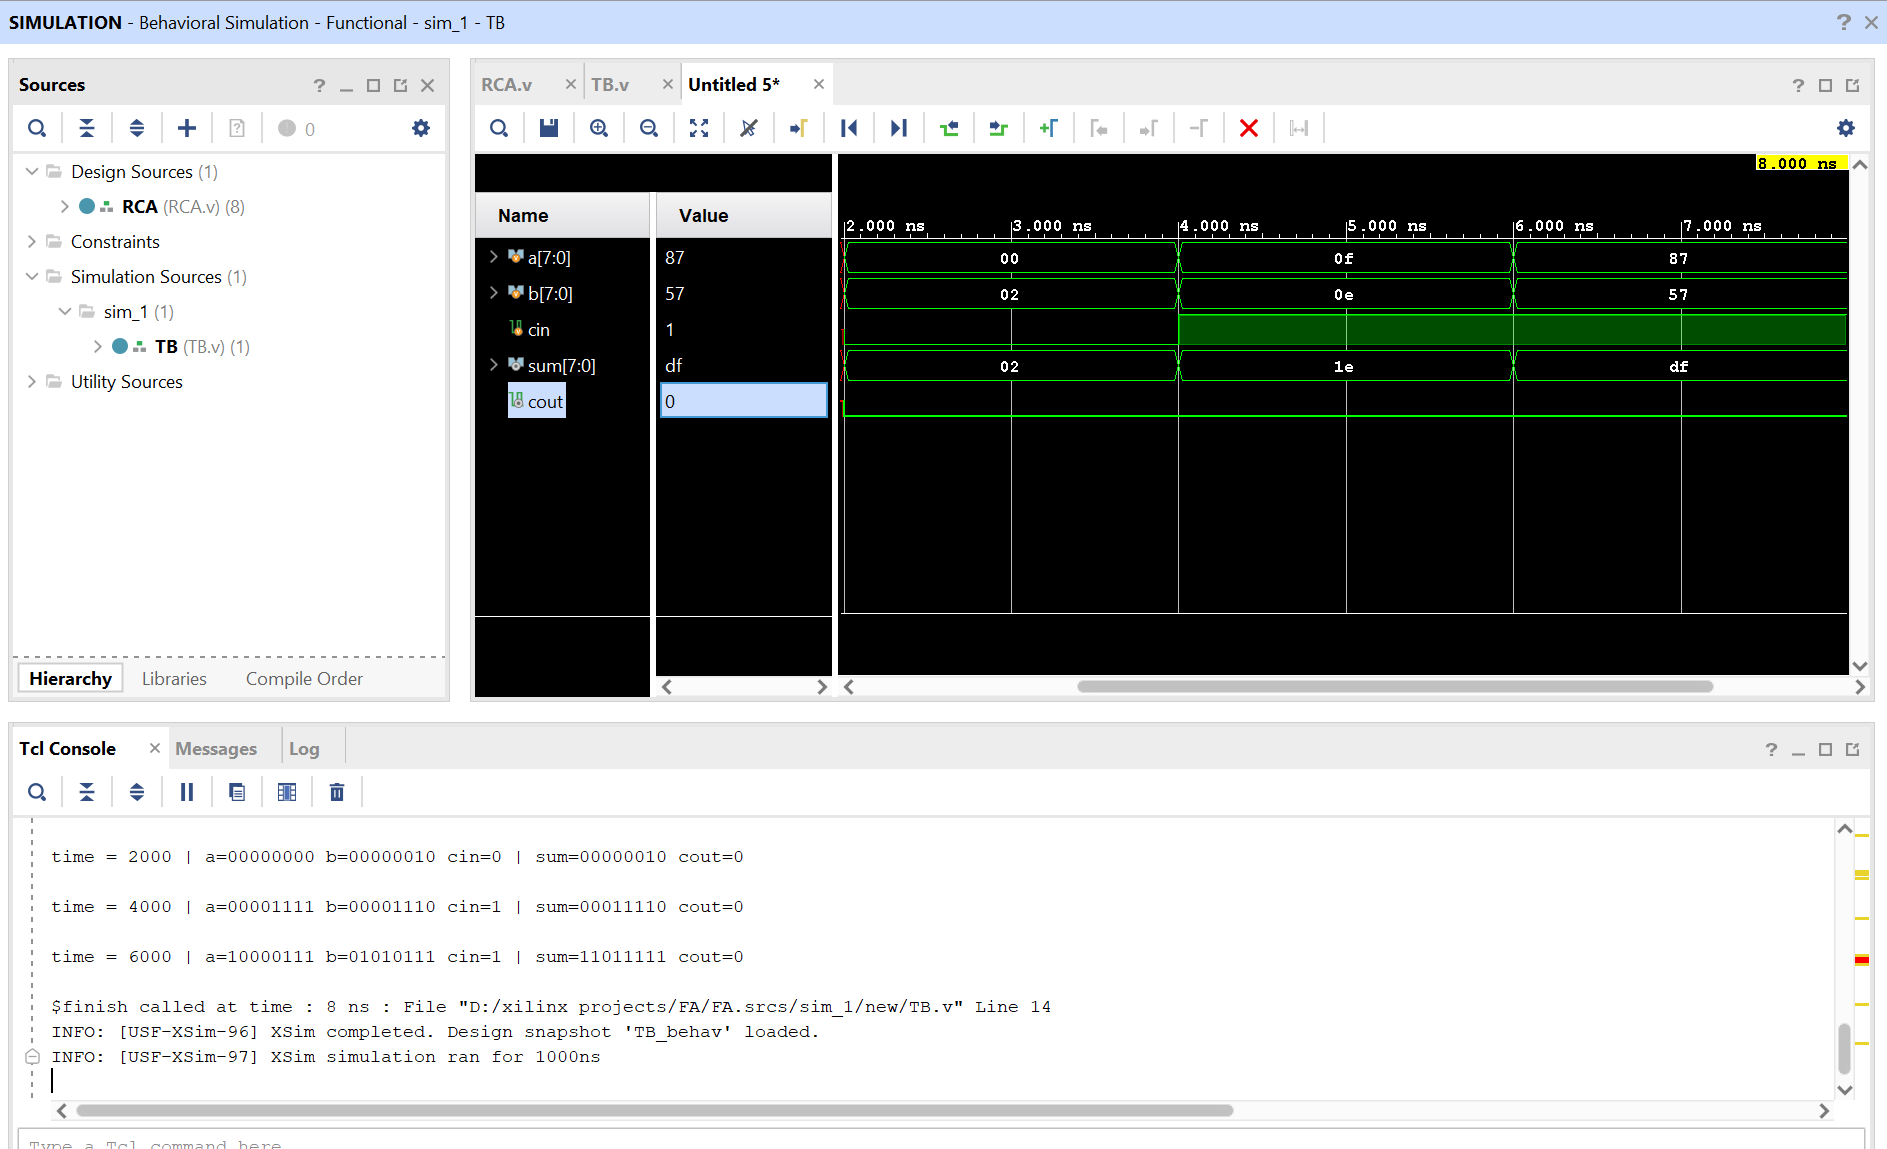 SIMULATION - Behavioral Simulation - Functional - sim_1 - TB
Sources
0
Design Sources (1)
RCA (RCA.v) (8)
Constraints
Simulation Sources (1)
sim_1 (1)
TB (TB.v) (1)
Utility Sources
Hierarchy Libraries Compile Order
RCA.v TB.v Untitled 5*
8.000 ns
Name Value
2.000 ns 3.000 ns 4.000 ns 5.000 ns 6.000 ns 7.000 ns
a[7:0] 87 00 0f 87
b[7:0] 57 02 0e 57
cin 1
sum[7:0] df 02 1e df
cout 0
Tcl Console Messages Log
time = 2000 | a=00000000 b=00000010 cin=0 | sum=00000010 cout=0
time = 4000 | a=00001111 b=00001110 cin=1 | sum=00011110 cout=0
time = 6000 | a=10000111 b=01010111 cin=1 | sum=11011111 cout=0
$finish called at time : 8 ns : File "D:/xilinx projects/FA/FA.srcs/sim_1/new/TB.v" Line 14
INFO: [USF-XSim-96] XSim completed. Design snapshot 'TB_behav' loaded.
INFO: [USF-XSim-97] XSim simulation ran for 1000ns
Type a Tcl command here